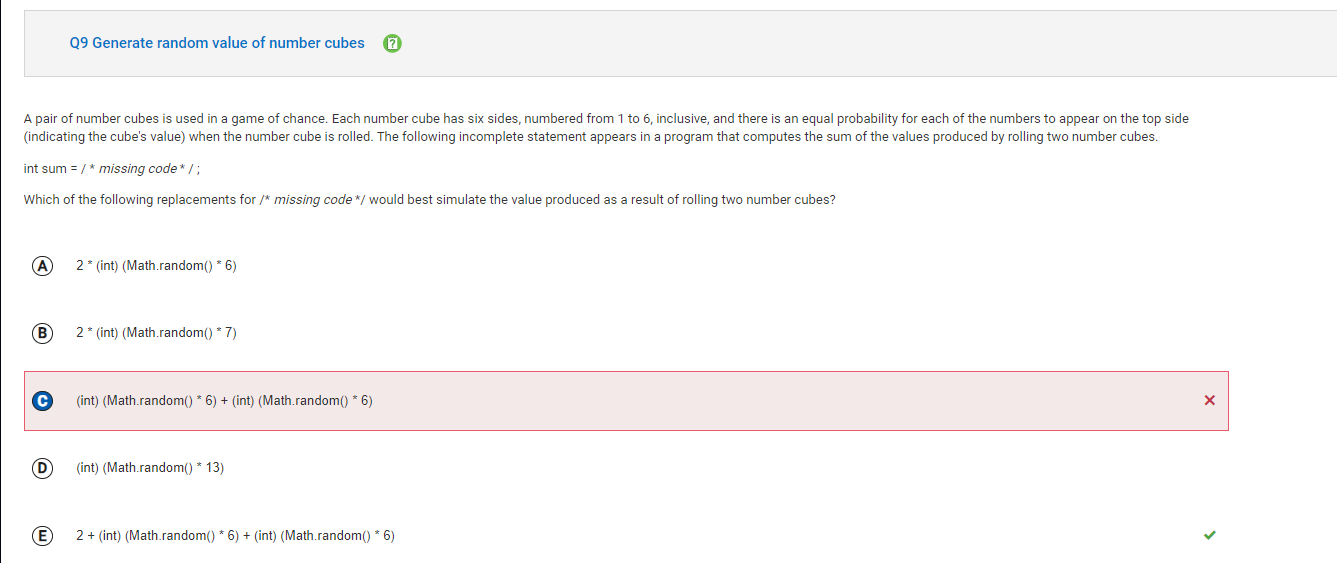 Q9 Generate random value of number cubes
A pair of number cubes is used in a game of chance. Each number cube has six sides, numbered from 1 to 6, inclusive, and there is an equal probability for each of the numbers to appear on the top side
(indicating the cube's value) when the number cube is rolled. The following incomplete statement appears in a program that computes the sum of the values produced by rolling two number cubes.
int sum = / * missing code * / ;
Which of the following replacements for /* missing code */ would best simulate the value produced as a result of rolling two number cubes?
A 2 * (int) (Math.random() * 6)
B 2 * (int) (Math.random() * 7)
C (int) (Math.random() * 6) + (int) (Math.random() * 6)
D (int) (Math.random() * 13)
E 2 + (int) (Math.random() * 6) + (int) (Math.random() * 6)